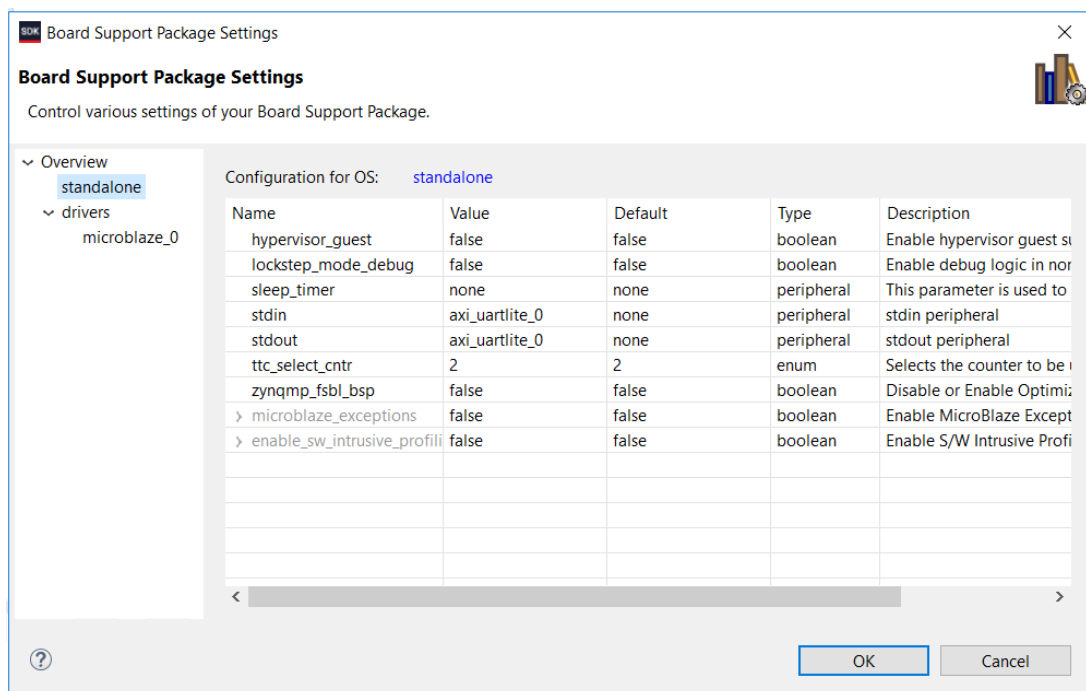 SDK Board Support Package Settings
Board Support Package Settings
Control various settings of your Board Support Package.
Overview
standalone
drivers
microblaze_0
Configuration for OS: standalone
Name Value Default Type Description
hypervisor_guest false false boolean Enable hypervisor guest
lockstep_mode_debug false false boolean Enable debug logic in
sleep_timer none none peripheral This parameter is used to
stdin axi_uartlite_0 none peripheral stdin peripheral
stdout axi_uartlite_0 none peripheral stdout peripheral
ttc_select_cntr 2 2 enum Selects the counter to be
zynqmp_fsbl_bsp false false boolean Disable or Enable Optimiz
microblaze_exceptions false false boolean Enable MicroBlaze Except
enable_sw_intrusive_profili false false boolean Enable S/W Intrusive Profi
?
OK Cancel